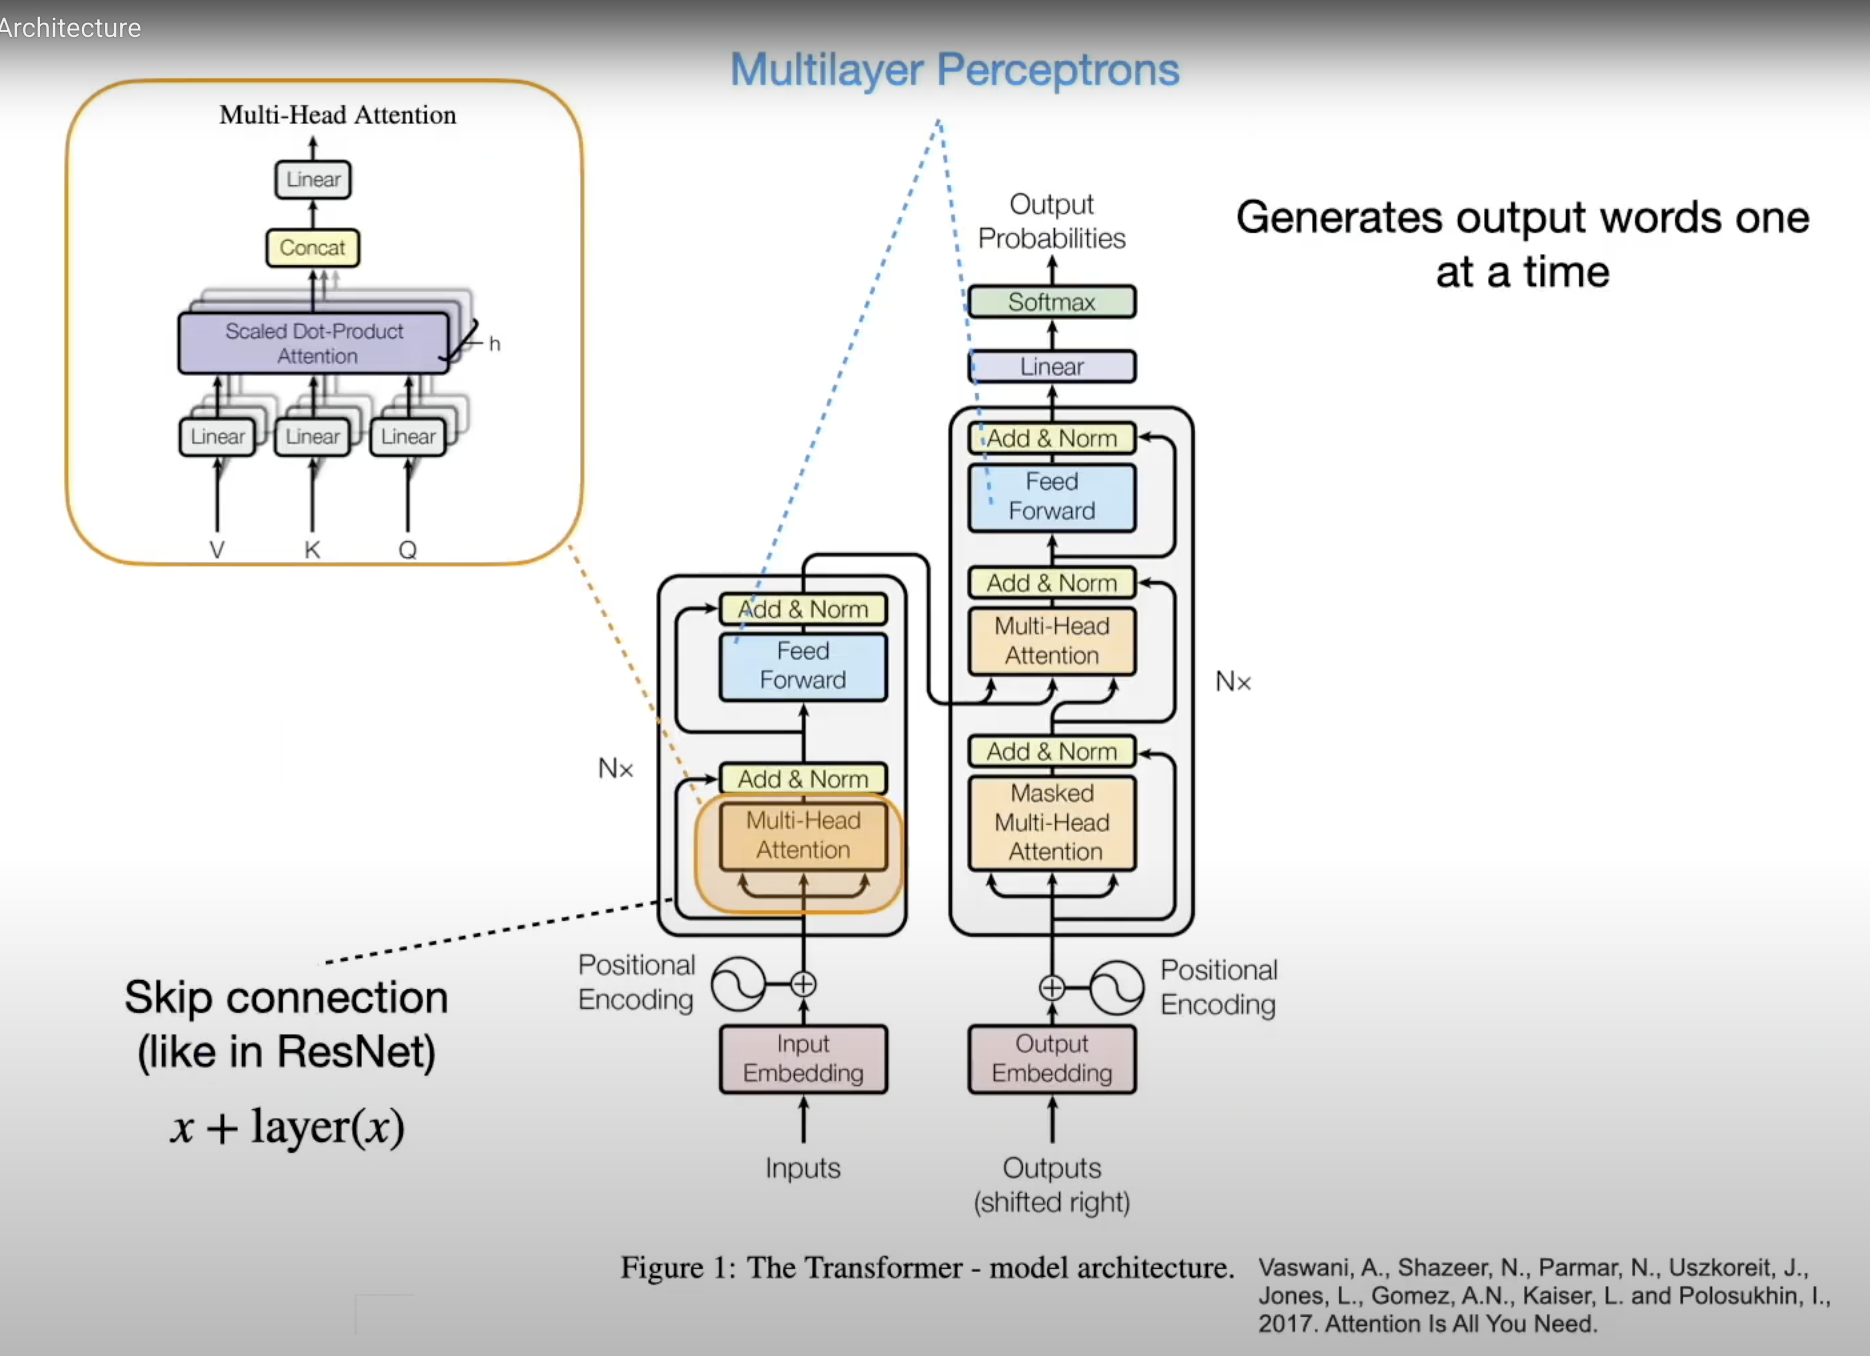 Architecture
Multilayer Perceptrons
Multi-Head Attention
Linear
Concat
Scaled Dot-Product
Attention
h
Linear Linear Linear
V K Q
Generates output words one
at a time
Output
Probabilities
Softmax
Linear
Add & Norm
Feed
Forward
Add & Norm
Multi-Head
Attention
Nx
Add & Norm
Masked
Multi-Head
Attention
Add & Norm
Feed
Forward
Nx
Add & Norm
Multi-Head
Attention
Skip connection
(like in ResNet)
x + layer(x)
Positional
Encoding
Positional
Encoding
Input
Embedding
Output
Embedding
Inputs
Outputs
(shifted right)
Figure 1: The Transformer - model architecture.
Vaswani, A., Shazeer, N., Parmar, N., Uszkoreit, J.,
Jones, L., Gomez, A.N., Kaiser, L. and Polosukhin, I.,
2017. Attention Is All You Need.